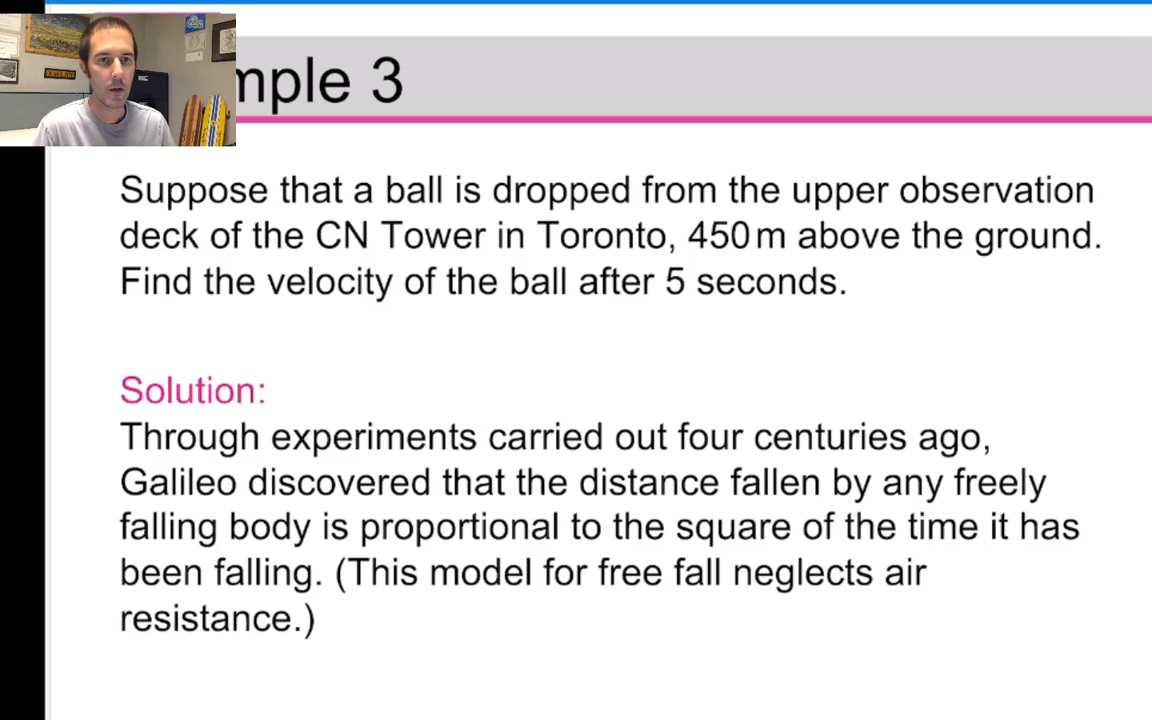 mple 3
Suppose that a ball is dropped from the upper observation
deck of the CN Tower in Toronto, 450 m above the ground.
Find the velocity of the ball after 5 seconds.
Solution:
Through experiments carried out four centuries ago,
Galileo discovered that the distance fallen by any freely
falling body is proportional to the square of the time it has
been falling. (This model for free fall neglects air
resistance.)